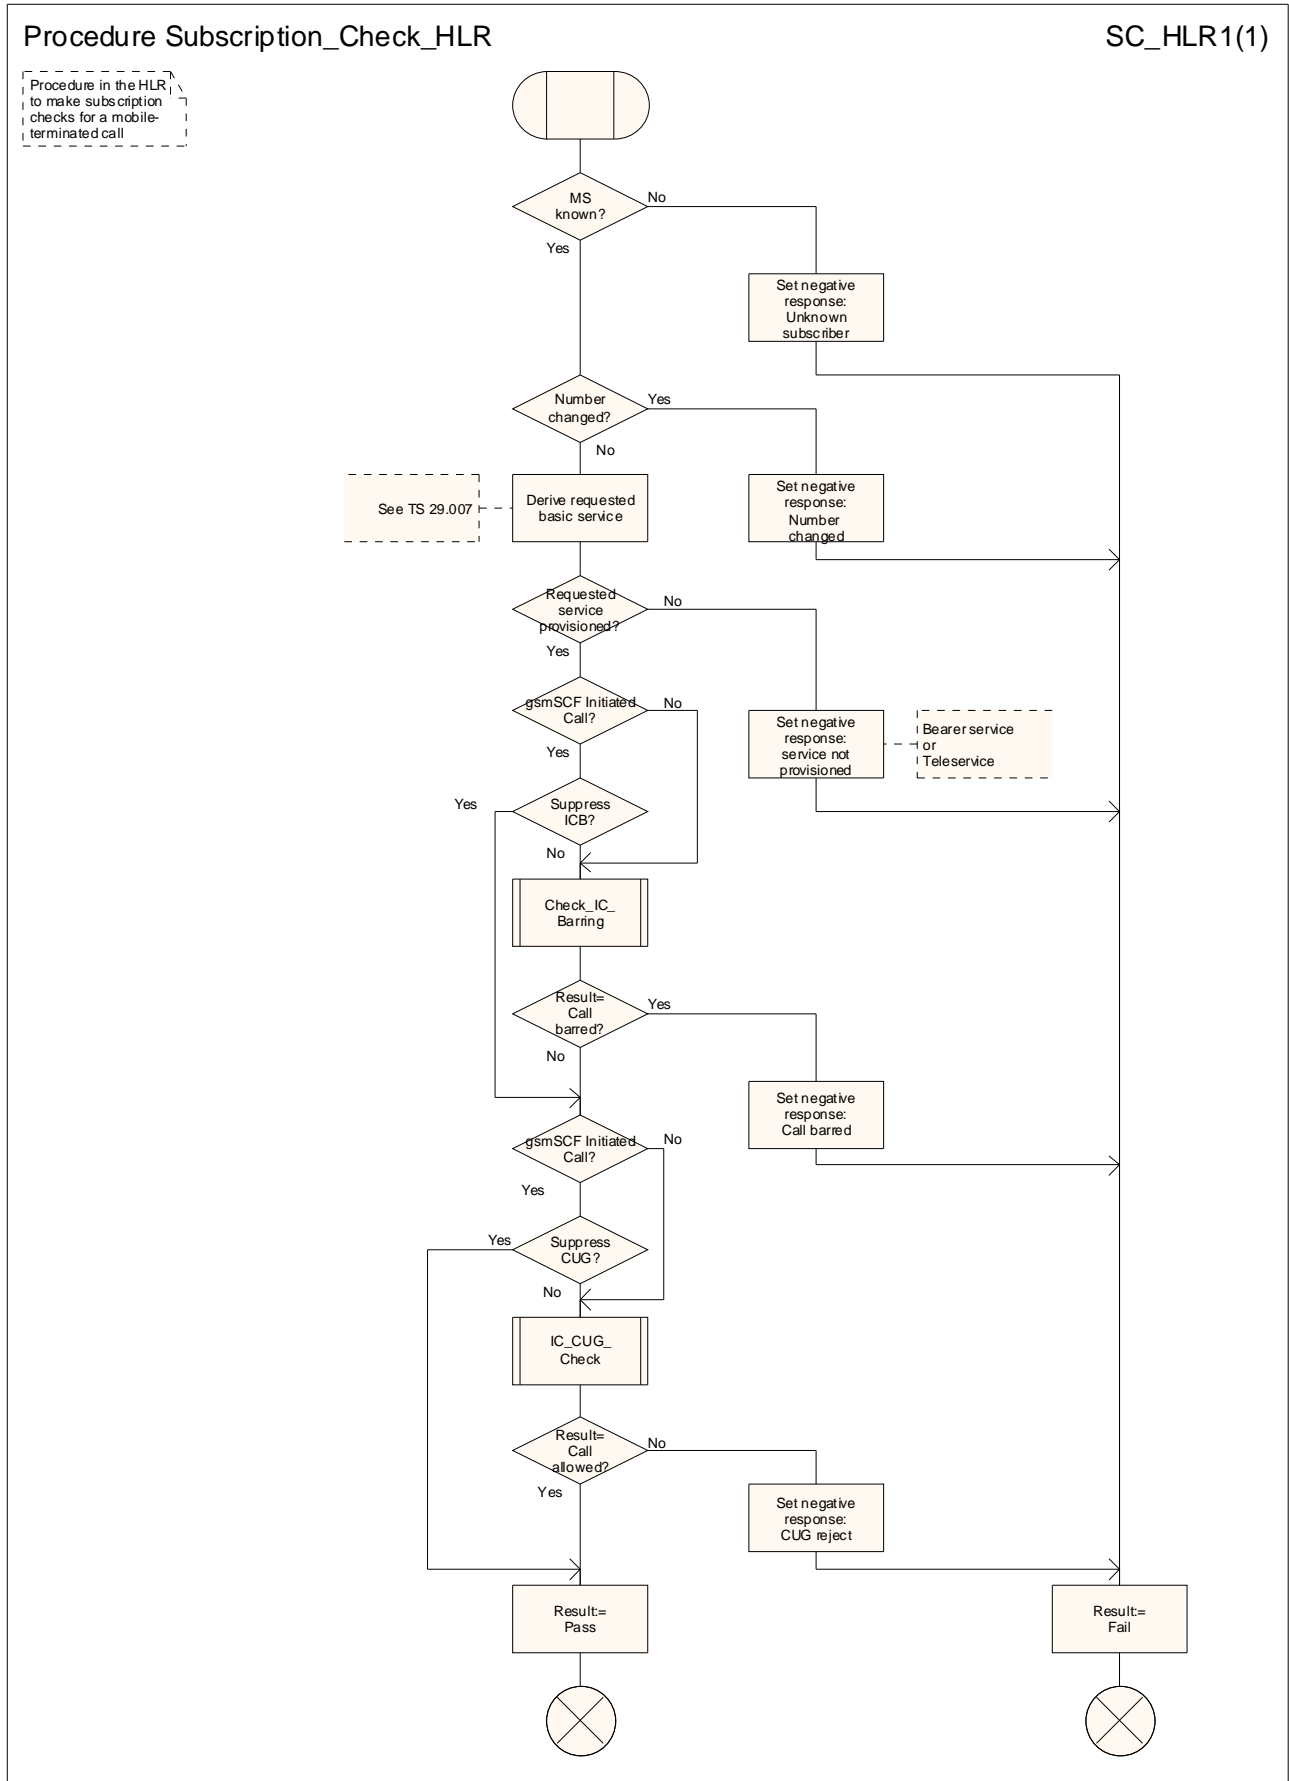 Procedure Subscription_Check_HLR
SC_HLR1(1)
Procedure in the HLR
to make subscription
checks for a mobile-
terminated call
MS
known?
No
Yes
Set negative
response:
Unknown
subscriber
Number
changed?
Yes
No
See TS 29.007
Derive requested
basic service
Set negative
response:
Number
changed
Requested
service
provisioned?
No
Yes
gsmSCF Initiated
Call?
No
Yes
Set negative
response:
service not
provisioned
Bearer service
or
Teleservice
Suppress
ICB?
Yes
No
Check_IC_
Barring
Result=
Call
barred?
Yes
No
Set negative
response:
Call barred
gsmSCF Initiated
Call?
No
Yes
Suppress
CUG?
Yes
No
IC_CUG_
Check
Result=
Call
allowed?
No
Yes
Set negative
response:
CUG reject
Result:=
Pass
Result:=
Fail